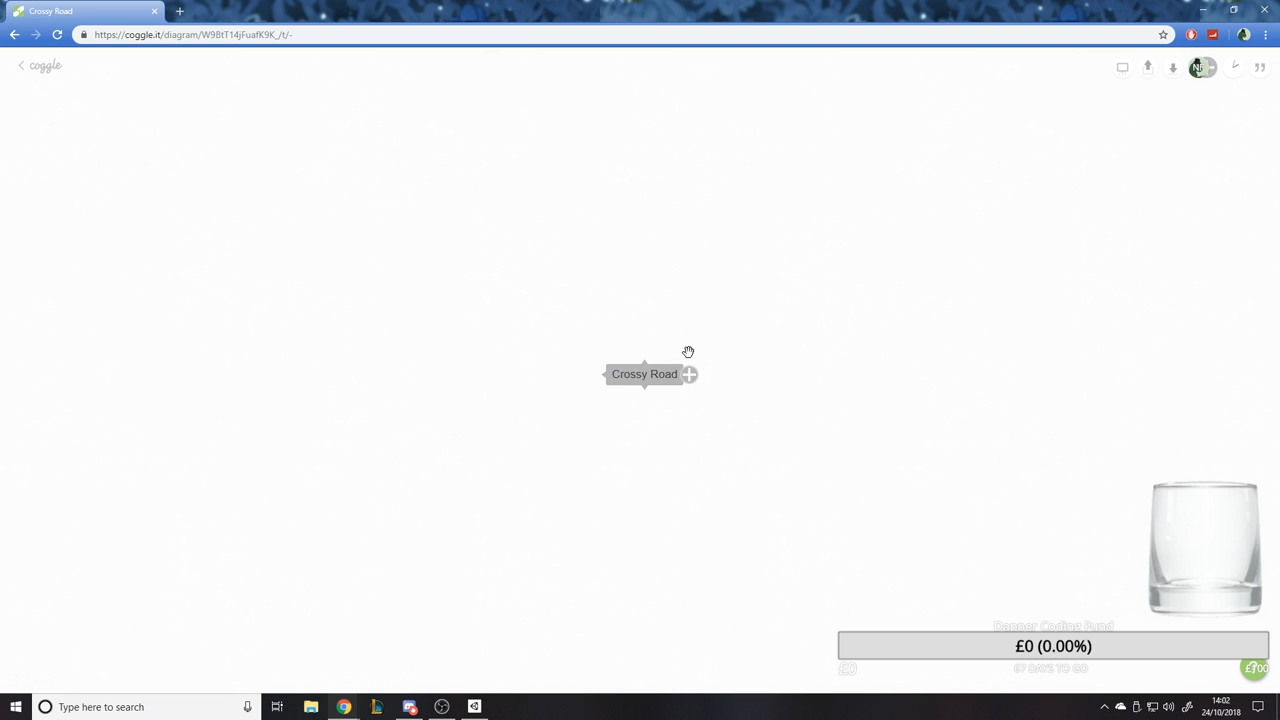 Crossy Road
https://coggle.it/diagram/W9BtT14jFuafK9K_/t/-
coggle
Crossy Road
Dapper Coding Fund
£0 (0.00%)
£0
67 DAYS TO GO
£100
Type here to search
14:02
24/10/2018